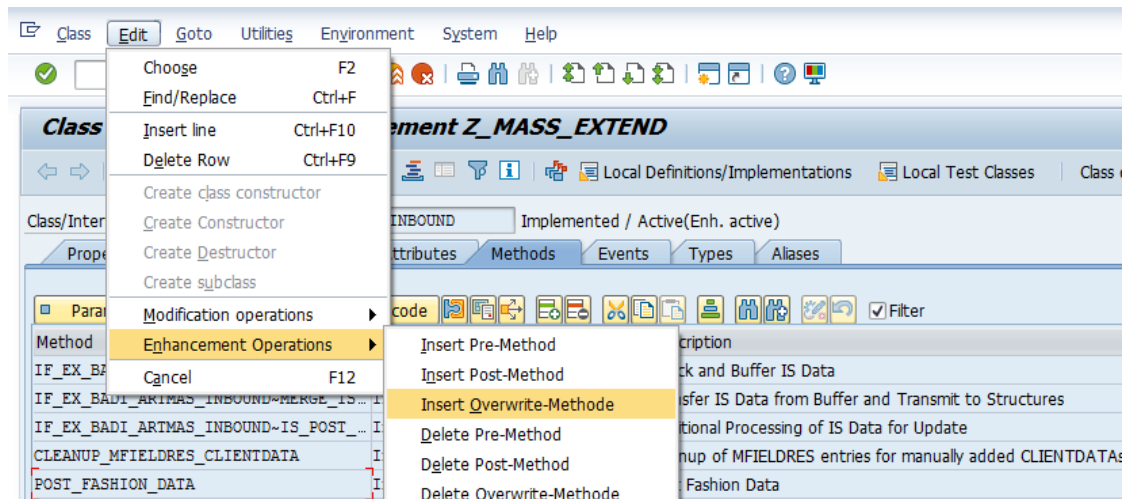 Class Edit Goto Utilities Environment System Help
Choose F2
Find/Replace Ctrl+F
Class ement Z_MASS_EXTEND
Insert line Ctrl+F10
Delete Row Ctrl+F9
Local Definitions/Implementations Local Test Classes Class
Create class constructor
Class/Inter Create Constructor INBOUND Implemented / Active(Enh. active)
Prope Create Destructor ttributes Methods Events Types Aliases
Create subclass
Para Modification operations code Filter
Method Enhancement Operations Insert Pre-Method cription
IF_EX_BA Cancel F12 Insert Post-Method ck and Buffer IS Data
IF_EX_BADI_ARTMAS_INBOUND~MERGE_IS… I Insert Overwrite-Methode nsfer IS Data from Buffer and Transmit to Structures
IF_EX_BADI_ARTMAS_INBOUND~IS_POST_… I Delete Pre-Method itional Processing of IS Data for Update
CLEANUP_MFIELDRES_CLIENTDATA I Delete Post-Method nup of MFIELDRES entries for manually added CLIENTDATAs
POST_FASHION_DATA I Delete Overwrite-Methode Fashion Data